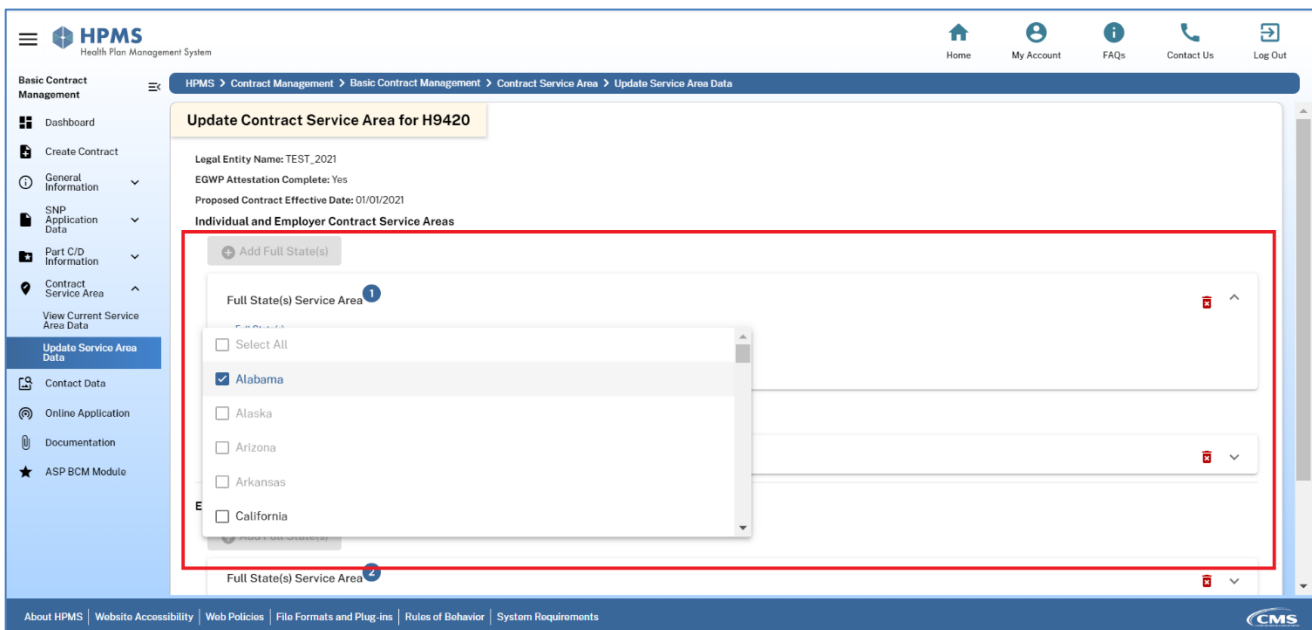 HPMS
Health Plan Management System
Home
My Account
FAQs
Contact Us
Log Out
Basic Contract
Management
HPMS > Contract Management > Basic Contract Management > Contract Service Area > Update Service Area Data
Dashboard
Create Contract
General
Information
SNP
Application
Data
Part C/D
Information
Contract
Service Area
View Current Service
Area Data
Update Service Area
Data
Contact Data
Online Application
Documentation
ASP BCM Module
Update Contract Service Area for H9420
Legal Entity Name: TEST_2021
EGWP Attestation Complete: Yes
Proposed Contract Effective Date: 01/01/2021
Individual and Employer Contract Service Areas
Add Full State(s)
Full State(s) Service Area 1
Full State(s)
Select All
Alabama
Alaska
Arizona
Arkansas
California
E
Add Full State(s)
Full State(s) Service Area 2
About HPMS | Website Accessibility | Web Policies | File Formats and Plug-ins | Rules of Behavior | System Requirements
CMS